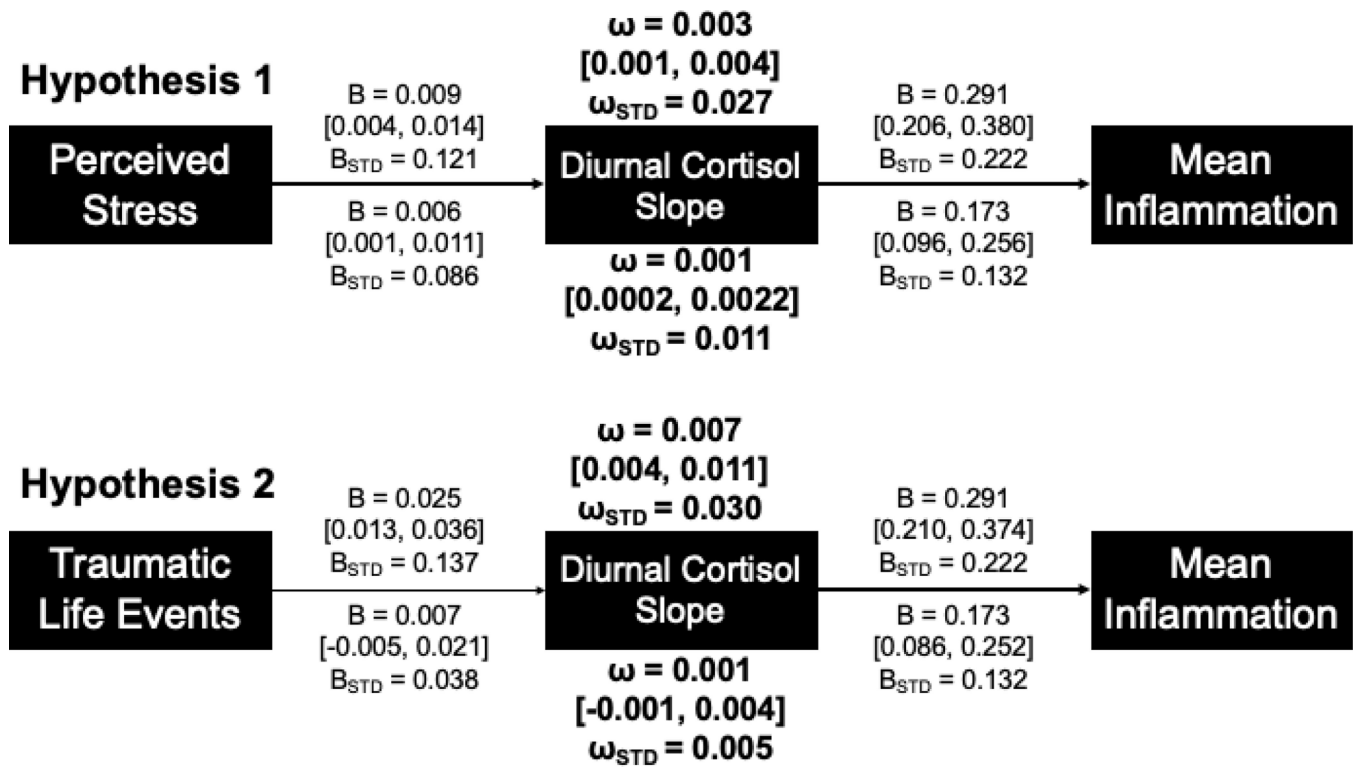 Hypothesis 1
ω = 0.003
[0.001, 0.004]
ωSTD = 0.027
B = 0.009
[0.004, 0.014]
BSTD = 0.121
B = 0.291
[0.206, 0.380]
BSTD = 0.222
Perceived
Stress
Diurnal Cortisol
Slope
Mean
Inflammation
B = 0.006
[0.001, 0.011]
BSTD = 0.086
ω = 0.001
[0.0002, 0.0022]
ωSTD = 0.011
B = 0.173
[0.096, 0.256]
BSTD = 0.132
Hypothesis 2
ω = 0.007
[0.004, 0.011]
ωSTD = 0.030
B = 0.025
[0.013, 0.036]
BSTD = 0.137
B = 0.291
[0.210, 0.374]
BSTD = 0.222
Traumatic
Life Events
Diurnal Cortisol
Slope
Mean
Inflammation
B = 0.007
[-0.005, 0.021]
BSTD = 0.038
ω = 0.001
[-0.001, 0.004]
ωSTD = 0.005
B = 0.173
[0.086, 0.252]
BSTD = 0.132